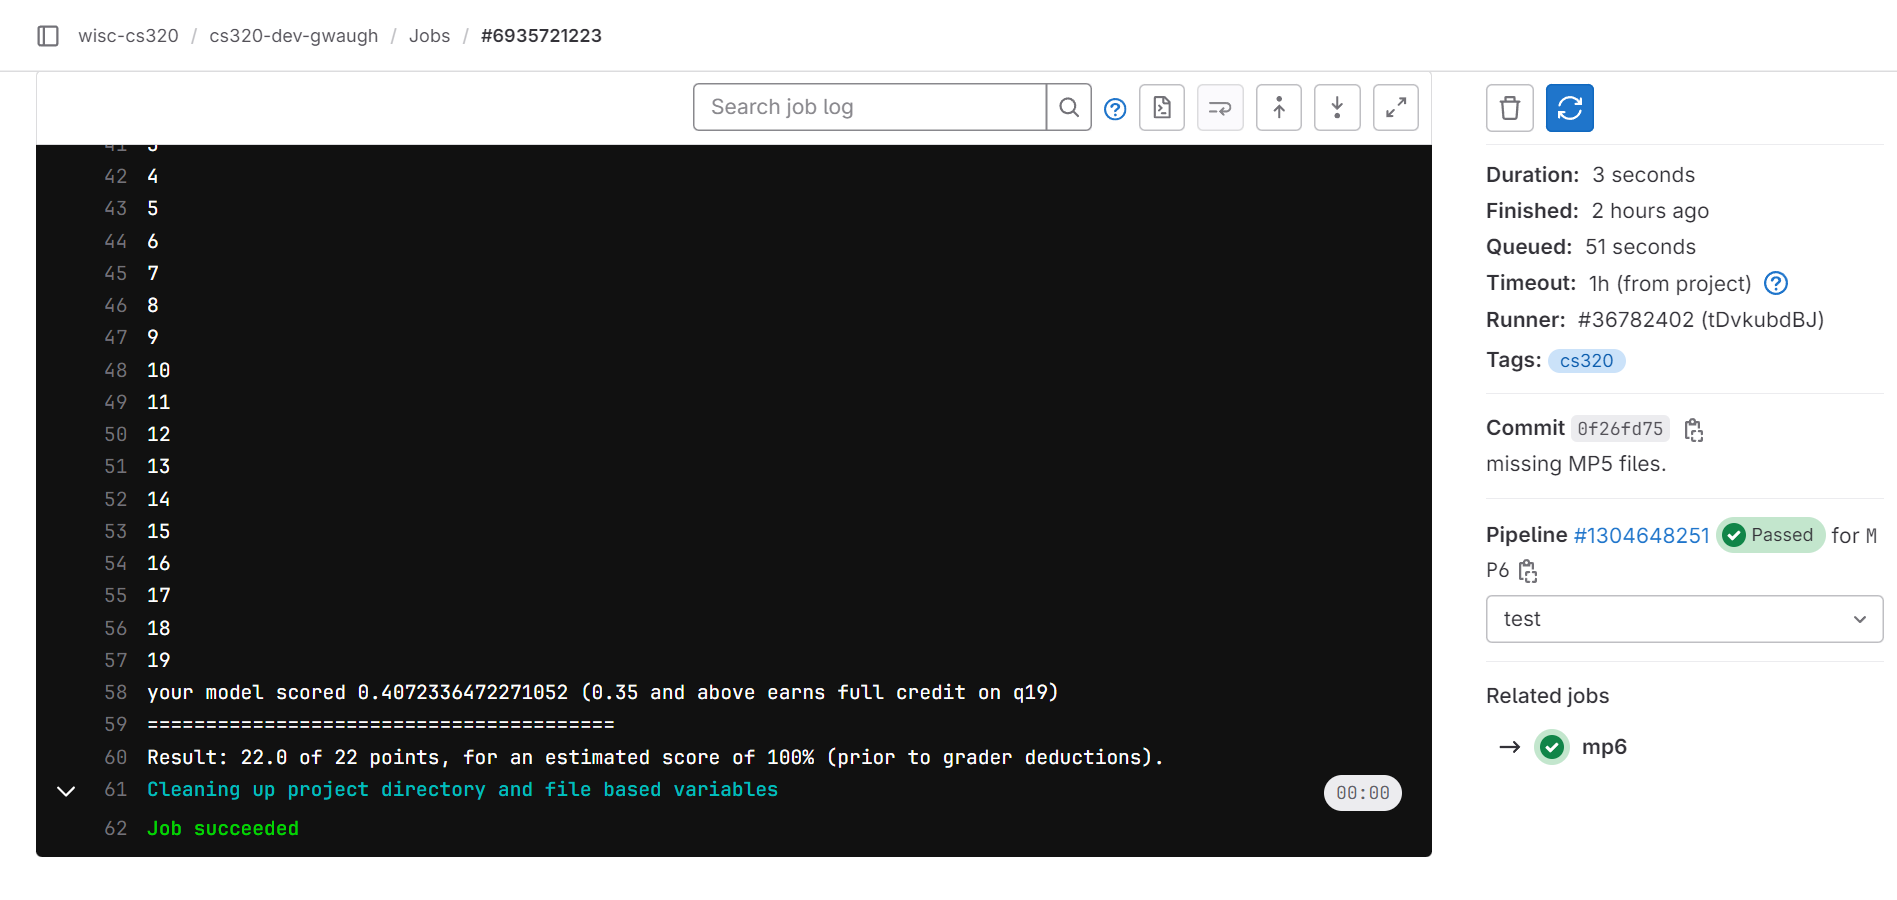 wisc-cs320 / cs320-dev-gwaugh / Jobs / #6935721223
Search job log
41 3
42 4
43 5
44 6
45 7
46 8
47 9
48 10
49 11
50 12
51 13
52 14
53 15
54 16
55 17
56 18
57 19
58 your model scored 0.4072336472271052 (0.35 and above earns full credit on q19)
59 ========================================
60 Result: 22.0 of 22 points, for an estimated score of 100% (prior to grader deductions).
61 Cleaning up project directory and file based variables 00:00
62 Job succeeded
Duration: 3 seconds
Finished: 2 hours ago
Queued: 51 seconds
Timeout: 1h (from project)
Runner: #36782402 (tDvkubdBJ)
Tags: cs320
Commit 0f26fd75
missing MP5 files.
Pipeline #1304648251 Passed for M
P6
test
Related jobs
→ mp6